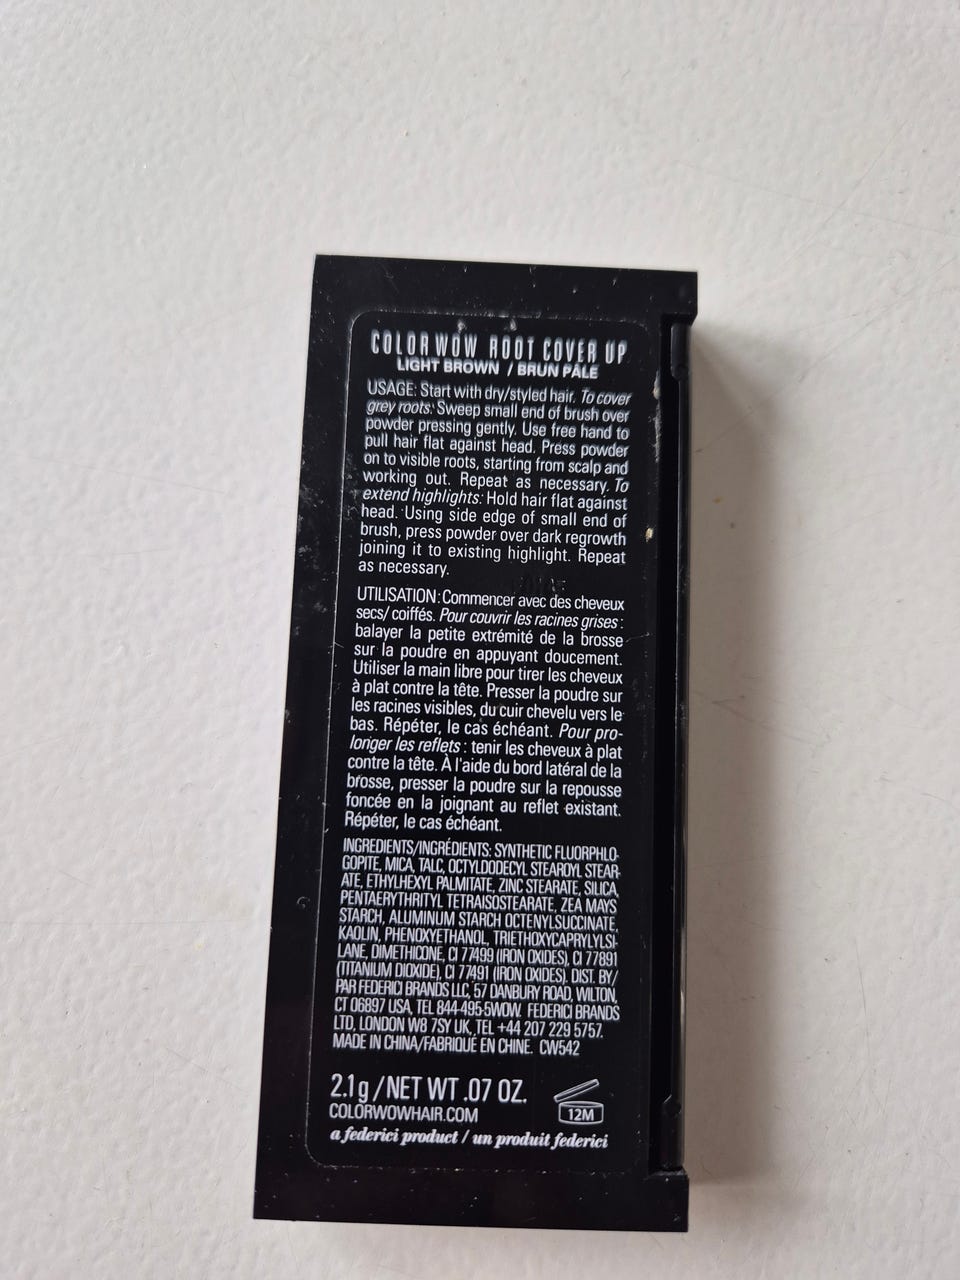 COLOR WOW ROOT COVER UP
LIGHT BROWN / BRUN PÂLE
USAGE: Start with dry/styled hair. To cover
grey roots: Sweep small end of brush over
powder pressing gently. Use free hand to
pull hair flat against head. Press powder
on to visible roots, starting from scalp and
working out. Repeat as necessary. To
extend highlights: Hold hair flat against
head. Using side edge of small end of
brush, press powder over dark regrowth
joining it to existing highlight. Repeat
as necessary.
UTILISATION: Commencer avec des cheveux
secs/ coiffés. Pour couvrir les racines grises :
balayer la petite extrémité de la brosse
sur la poudre en appuyant doucement.
Utiliser la main libre pour tirer les cheveux
à plat contre la tête. Presser la poudre sur
les racines visibles, du cuir chevelu vers le
bas. Répéter, le cas échéant. Pour pro-
longer les reflets : tenir les cheveux à plat
contre la tête. À l'aide du bord latéral de la
brosse, presser la poudre sur la repousse
foncée en la joignant au reflet existant.
Répéter, le cas échéant.
INGREDIENTS/INGRÉDIENTS: SYNTHETIC FLUORPHLO-
GOPITE, MICA, TALC, OCTYLDODECYL STEAROYL STEAR-
ATE, ETHYLHEXYL PALMITATE, ZINC STEARATE, SILICA,
PENTAERYTHRITYL TETRAISOSTEARATE, ZEA MAYS
STARCH, ALUMINUM STARCH OCTENYLSUCCINATE,
KAOLIN, PHENOXYETHANOL, TRIETHOXYCAPRYLYLSI-
LANE, DIMETHICONE, CI 77499 (IRON OXIDES), CI 77891
(TITANIUM DIOXIDE), CI 77491 (IRON OXIDES). DIST. BY/
PAR FEDERICI BRANDS LLC, 57 DANBURY ROAD, WILTON,
CT 06897 USA, TEL 844-495-5WOW. FEDERICI BRANDS
LTD, LONDON W8 7SY UK, TEL +44 207 229 5757.
MADE IN CHINA/FABRIQUÉ EN CHINE. CW542
2.1g/NET WT .07 OZ.
COLORWOWHAIR.COM
12M
a federici product / un produit federici